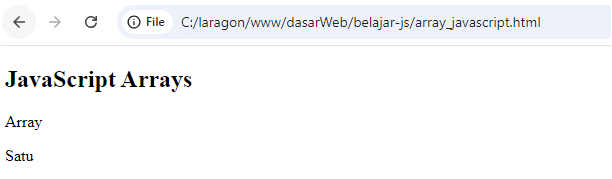 File C:/laragon/www/dasarWeb/belajar-js/array_javascript.html
JavaScript Arrays
Array
Satu